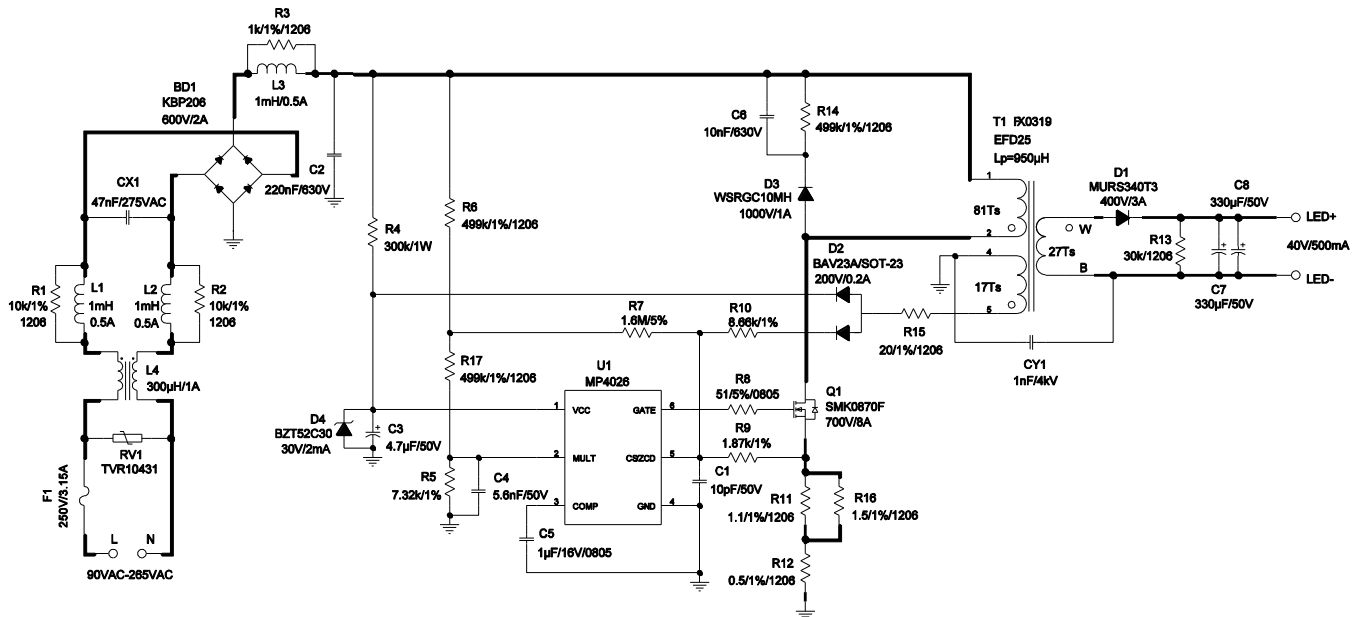 R3
1k/1%/1206
L3
1mH/0.5A
BD1
KBP206
600V/2A
C2
220nF/630V
CX1
47nF/275VAC
R1
10k/1%
1206
L1
1mH
0.5A
L2
1mH
0.5A
R2
10k/1%
1206
L4
300µH/1A
RV1
TVR10431
F1
250V/3.15A
L
N
90VAC-265VAC
R4
300k/1W
R6
499k/1%/1206
R17
499k/1%/1206
D4
BZT52C30
30V/2mA
C3
4.7µF/50V
R5
7.32k/1%
C4
5.6nF/50V
C5
1µF/16V/0805
R7
1.6M/5%
R10
8.66k/1%
U1
MP4026
1
VCC
GATE
6
2
MULT
CSZCD
5
3
COMP
GND
4
R8
51/5%/0805
R9
1.87k/1%
C1
10pF/50V
C6
10nF/630V
R14
499k/1%/1206
D3
WSRGC10MH
1000V/1A
D2
BAV23A/SOT-23
200V/0.2A
R15
20/1%/1206
Q1
SMK0870F
700V/8A
R11
1.1/1%/1206
R16
1.5/1%/1206
R12
0.5/1%/1206
T1 FX0319
EFD25
Lp=950µH
1
81Ts
2
4
17Ts
5
27Ts
W
B
CY1
1nF/4kV
D1
MURS340T3
400V/3A
R13
30k/1206
C8
330µF/50V
C7
330µF/50V
LED+
40V/500mA
LED-